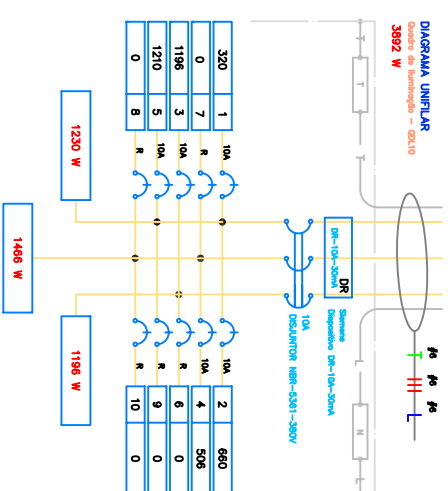 DIAGRAMA UNIFILAR
Quadro de Iluminação - QDL10
3892 W
#6 #6 #6
T T T
L N L
DR
DR-10A-30mA
Siemens
Dispositivo DR-10A-30mA
10A
DISJUNTOR NBR-5361-380V
320 1 10A 10A 2 660
0 7 R 10A 4 506
1196 3 10A R 6 0
1210 5 10A R 9 0
0 8 R R 10 0
1230 W
1196 W
1466 W